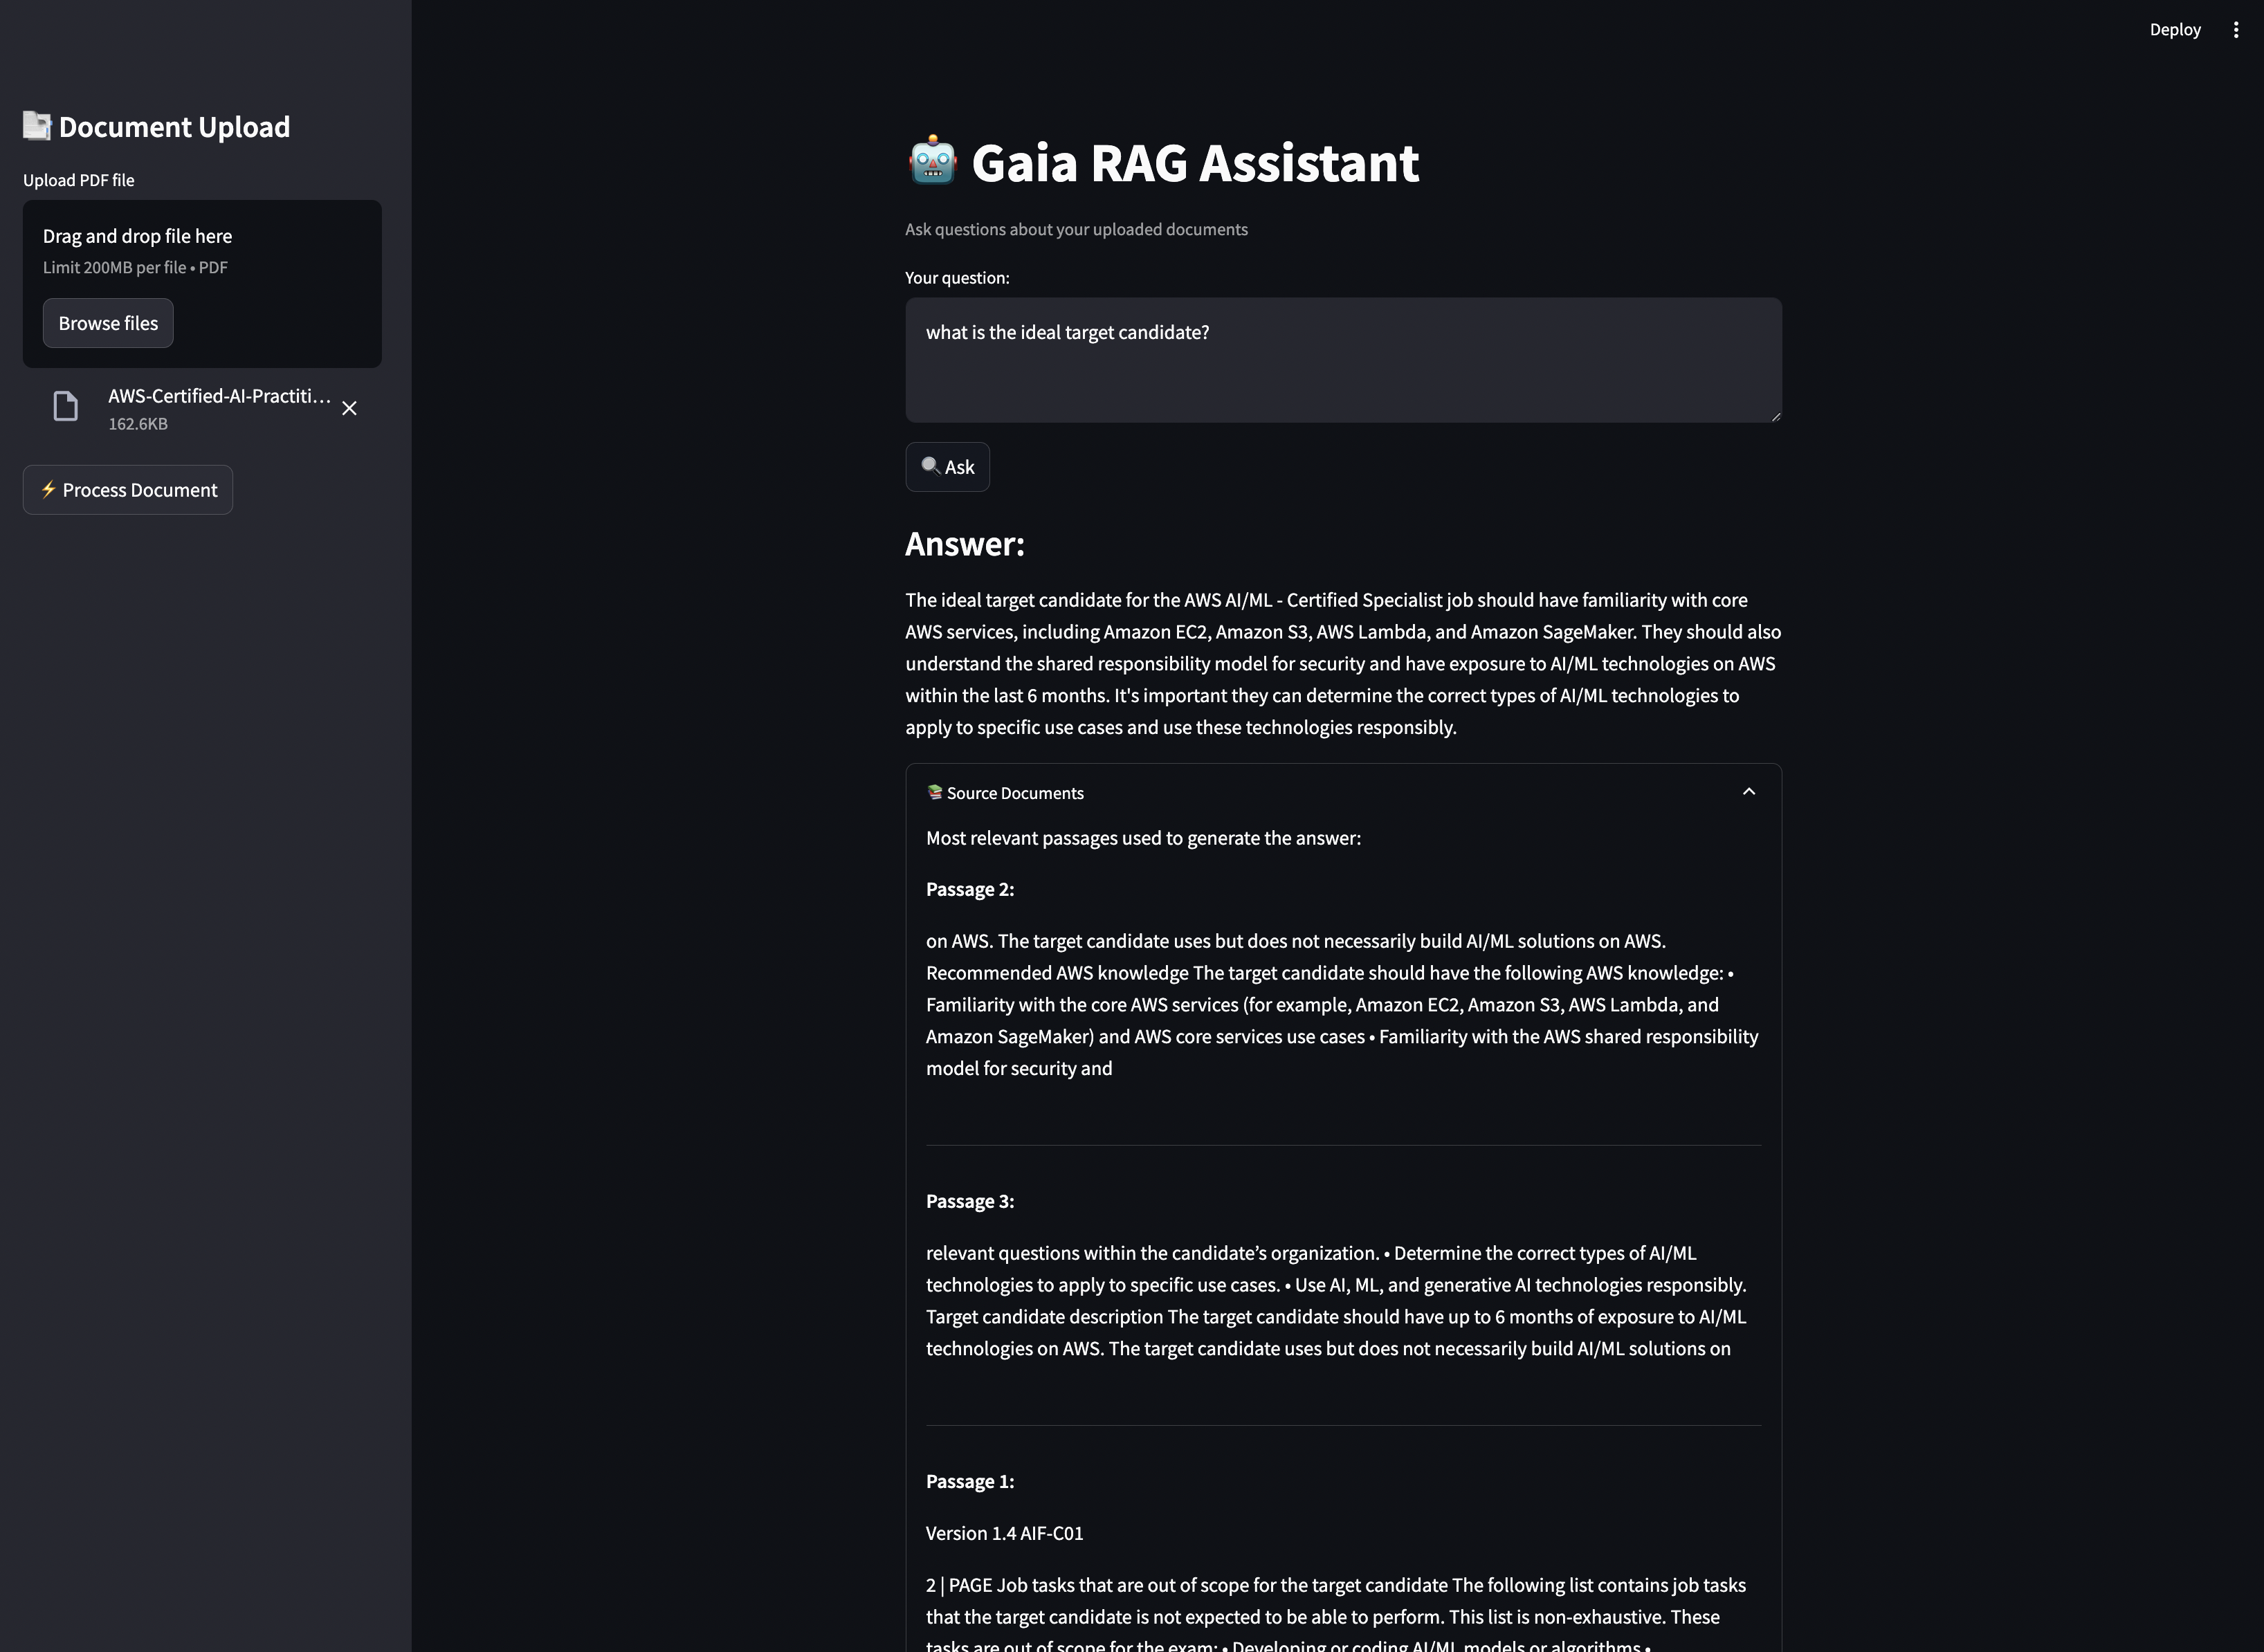 Deploy
Document Upload
Upload PDF file
Drag and drop file here
Limit 200MB per file • PDF
Browse files
AWS-Certified-AI-Practiti...
162.6KB
Process Document
Gaia RAG Assistant
Ask questions about your uploaded documents
Your question:
what is the ideal target candidate?
Ask
Answer:
The ideal target candidate for the AWS AI/ML - Certified Specialist job should have familiarity with core
AWS services, including Amazon EC2, Amazon S3, AWS Lambda, and Amazon SageMaker. They should also
understand the shared responsibility model for security and have exposure to AI/ML technologies on AWS
within the last 6 months. It's important they can determine the correct types of AI/ML technologies to
apply to specific use cases and use these technologies responsibly.
Source Documents
Most relevant passages used to generate the answer:
Passage 2:
on AWS. The target candidate uses but does not necessarily build AI/ML solutions on AWS.
Recommended AWS knowledge The target candidate should have the following AWS knowledge: •
Familiarity with the core AWS services (for example, Amazon EC2, Amazon S3, AWS Lambda, and
Amazon SageMaker) and AWS core services use cases • Familiarity with the AWS shared responsibility
model for security and
Passage 3:
relevant questions within the candidate’s organization. • Determine the correct types of AI/ML
technologies to apply to specific use cases. • Use AI, ML, and generative AI technologies responsibly.
Target candidate description The target candidate should have up to 6 months of exposure to AI/ML
technologies on AWS. The target candidate uses but does not necessarily build AI/ML solutions on
Passage 1:
Version 1.4 AIF-C01
2 | PAGE Job tasks that are out of scope for the target candidate The following list contains job tasks
that the target candidate is not expected to be able to perform. This list is non-exhaustive. These
tasks are out of scope for the exam: • Developing or coding AI/ML models or algorithms •